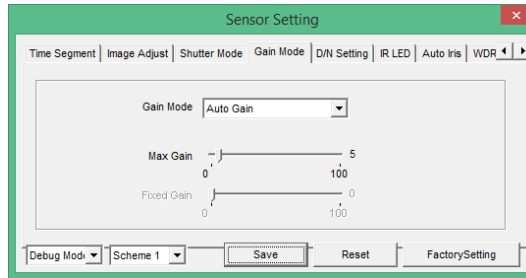 Sensor Setting
Time Segment Image Adjust Shutter Mode Gain Mode D/N Setting IR LED Auto Iris WDR
Gain Mode Auto Gain
Max Gain 5
0 100
Fixed Gain 0
0 100
Debug Mod Scheme 1 Save Reset FactorySetting